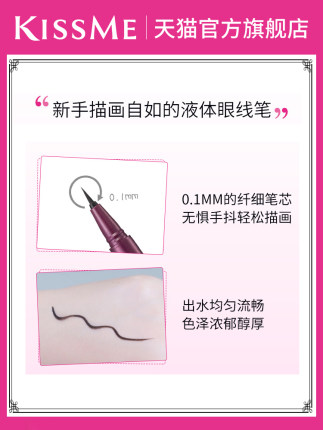 KISSME 天猫官方旗舰店
“新手描画自如的液体眼线笔”
0.1mm
0.1MM的纤细笔芯
无惧手抖轻松描画
出水均匀流畅
色泽浓郁醇厚